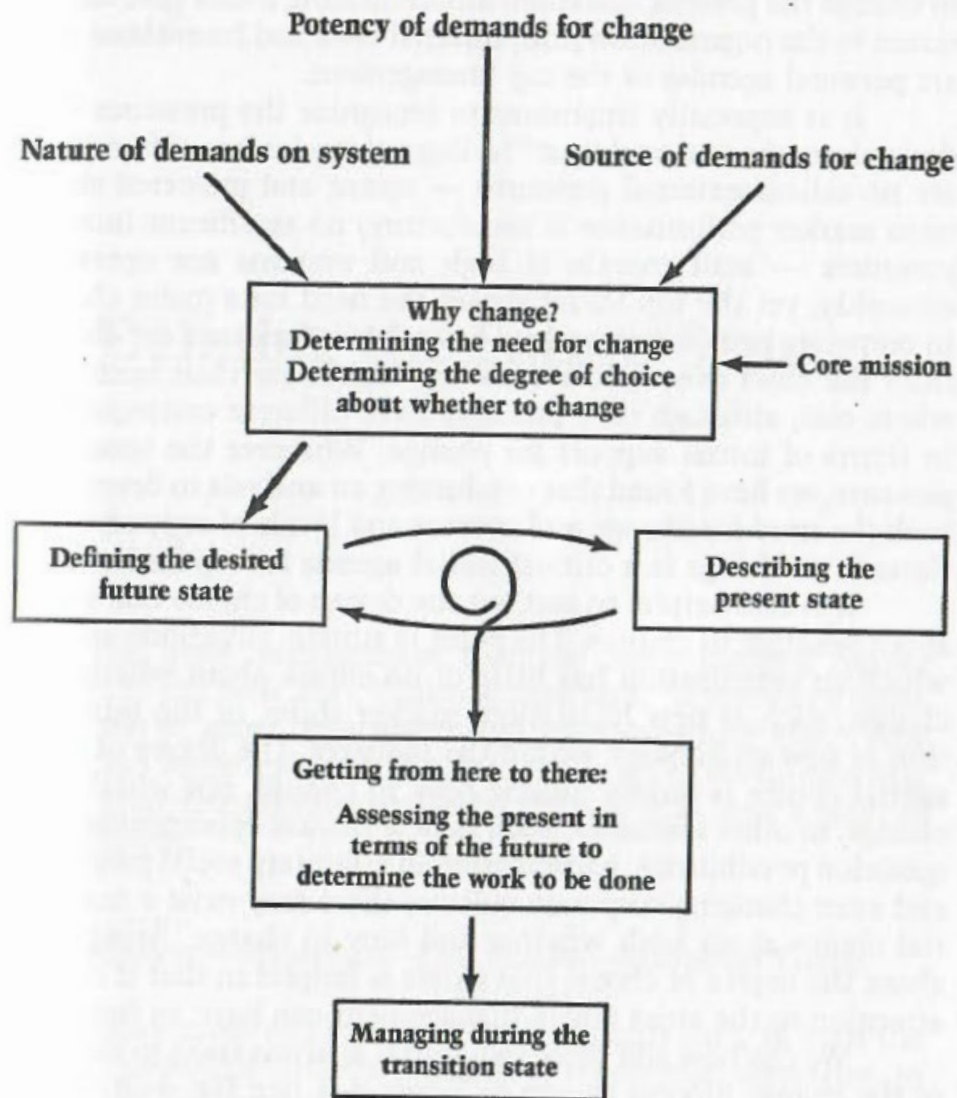 Potency of demands for change
Nature of demands on system
Source of demands for change
Why change?
Determining the need for change
Determining the degree of choice
about whether to change
Core mission
Defining the desired
future state
Describing the
present state
Getting from here to there:
Assessing the present in
terms of the future to
determine the work to be done
Managing during the
transition state